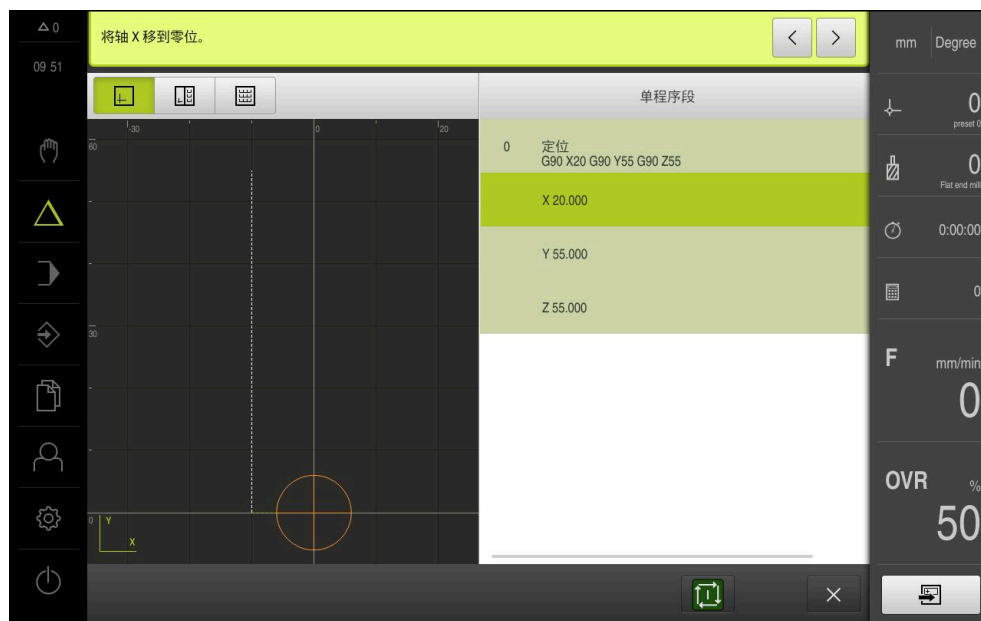 0
09 51
将轴 X 移到零位。
单程序段
-30
0
20
60
30
0
Y
X
0 定位
G90 X20 G90 Y55 G90 Z55
X 20.000
Y 55.000
Z 55.000
mm Degree
0
preset 0
0
Flat end mill
0:00:00
0
F mm/min
0
OVR %
50